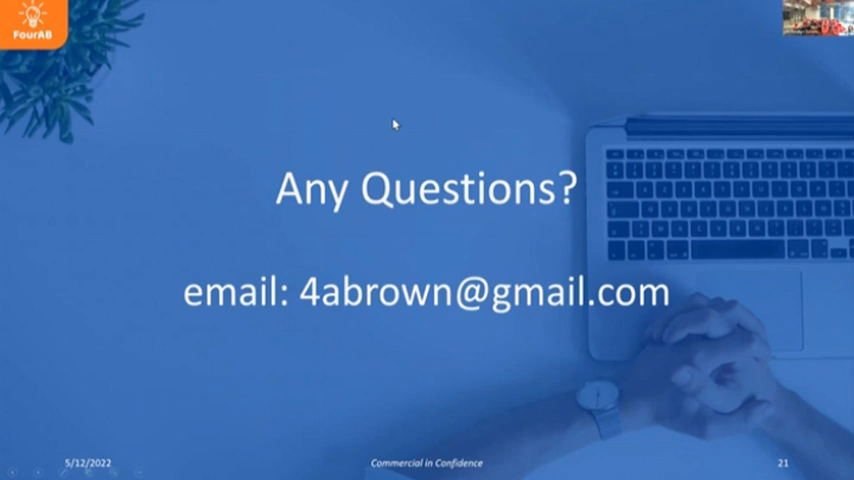 FourAB
Any Questions?
email: 4abrown@gmail.com
5/12/2022
Commercial in Confidence
21